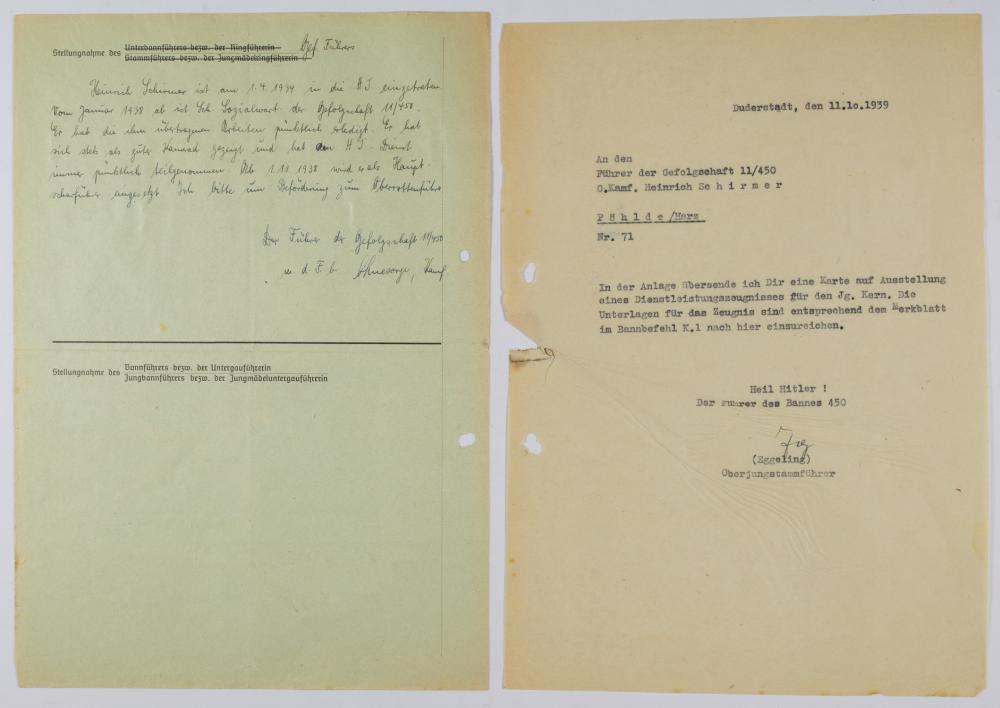 Stellungnahme des Unterbannführers bezw. der Ringführerin Gef. Führers
Stammführers bezw. der Jungmädelringführerin
Heinrich Schirmer ist am 1.4.1934 in die HJ eingetreten.
Vom Januar 1938 ab ist Sch. Sozialwart der Gefolgschaft 11/450.
Er hat die ihm übertragnen Arbeiten pünktlich erledigt. Er hat
sich stets als guter Kamerad gezeigt und hat den HJ. Dienst
immer pünktlich teilgenommen. Ab 1.11.1938 wird er als Haupt-
scharführer eingesetzt. Ich bitte um Beförderung zum Oberrottenführer
Der Führer der Gefolgschaft 11/450
m. d. F. b.
Stellungnahme des Bannführers bezw. der Untergauführerin
Jungbannführers bezw. der Jungmädeluntergauführerin
Duderstadt, den 11.10.1939
An den
Führer der Gefolgschaft 11/450
O.Kamf. Heinrich S c h i r m e r
P ö h l d e /Harz
Nr. 71
In der Anlage übersende ich Dir eine Karte auf Ausstellung
eines Dienstleistungszeugnisses für den Jg. Kern. Die
Unterlagen für das Zeugnis sind entsprechend dem Merkblatt
im Bannbefehl K.1 nach hier einzureichen.
Heil Hitler !
Der Führer des Bannes 450
(Eggeling)
Oberjungstammführer